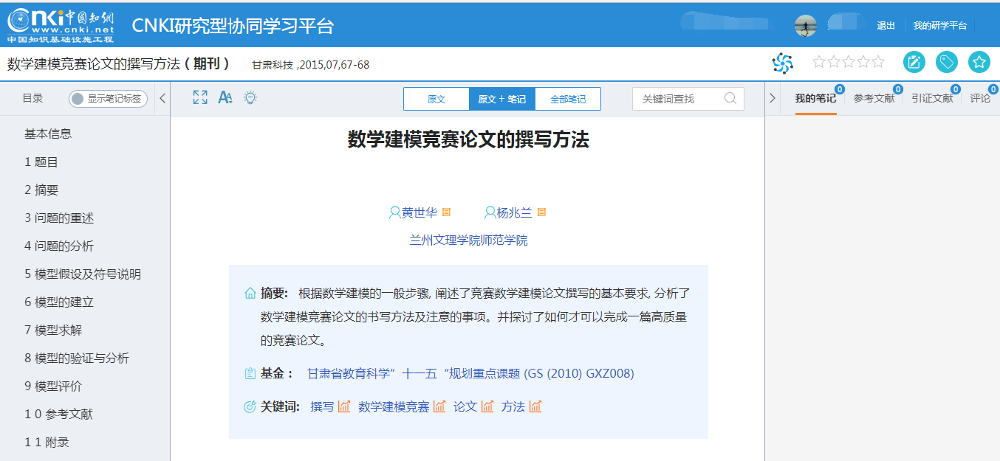 Cnki中国知网
www.cnki.net
中国知识基础设施工程
CNKI研究型协同学习平台
退出 我的研学平台
数学建模竞赛论文的撰写方法 ( 期刊 ) 甘肃科技 ,2015,07,67-68
目录 显示笔记标签
原文 原文 + 笔记 全部笔记 关键词查找
我的笔记 0 参考文献 0 引证文献 0 评论 0
基本信息
1 题目
2 摘要
3 问题的重述
4 问题的分析
5 模型假设及符号说明
6 模型的建立
7 模型求解
8 模型的验证与分析
9 模型评价
1 0 参考文献
1 1 附录
数学建模竞赛论文的撰写方法
黄世华 杨兆兰
兰州文理学院师范学院
摘要: 根据数学建模的一般步骤, 阐述了竞赛数学建模论文撰写的基本要求, 分析了
数学建模竞赛论文的书写方法及注意的事项。并探讨了如何才可以完成一篇高质量
的竞赛论文。
基金： 甘肃省教育科学”十一五“规划重点课题 (GS (2010) GXZ008)
关键词: 撰写 数学建模竞赛 论文 方法